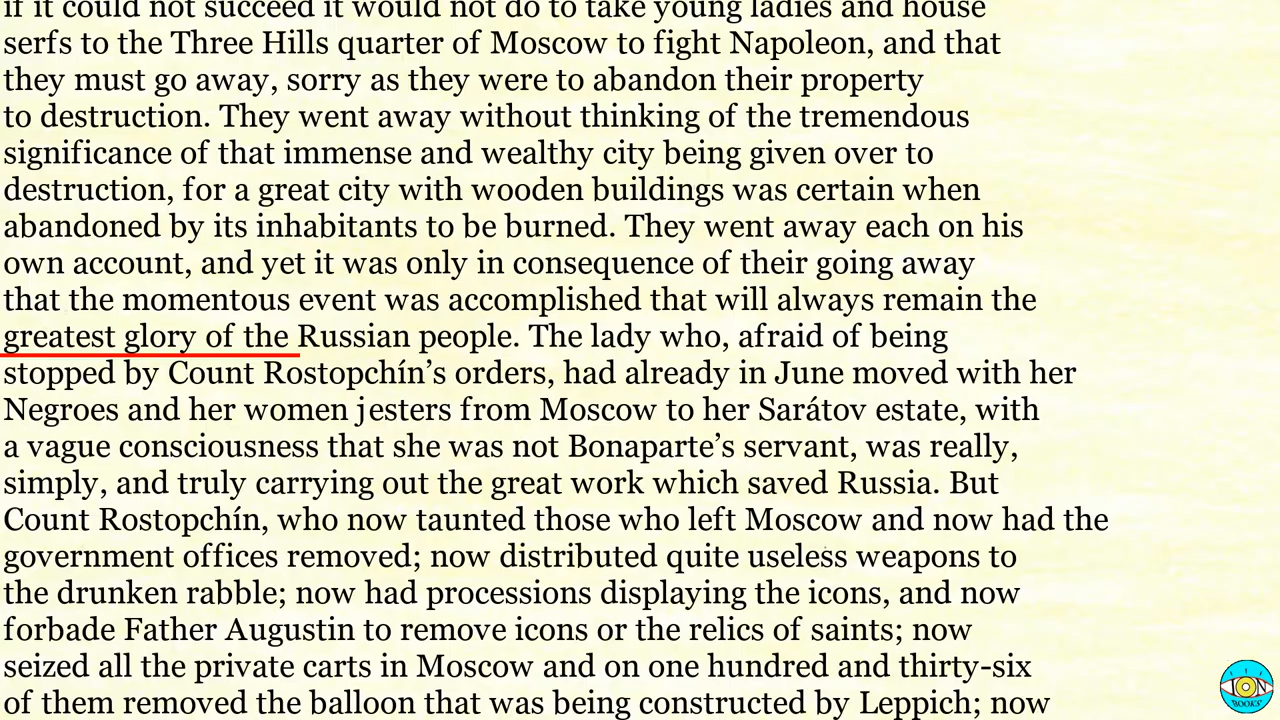 if it could not succeed it would not do to take young ladies and house
serfs to the Three Hills quarter of Moscow to fight Napoleon, and that
they must go away, sorry as they were to abandon their property
to destruction. They went away without thinking of the tremendous
significance of that immense and wealthy city being given over to
destruction, for a great city with wooden buildings was certain when
abandoned by its inhabitants to be burned. They went away each on his
own account, and yet it was only in consequence of their going away
that the momentous event was accomplished that will always remain the
greatest glory of the Russian people. The lady who, afraid of being
stopped by Count Rostopchín’s orders, had already in June moved with her
Negroes and her women jesters from Moscow to her Sarátov estate, with
a vague consciousness that she was not Bonaparte’s servant, was really,
simply, and truly carrying out the great work which saved Russia. But
Count Rostopchín, who now taunted those who left Moscow and now had the
government offices removed; now distributed quite useless weapons to
the drunken rabble; now had processions displaying the icons, and now
forbade Father Augustin to remove icons or the relics of saints; now
seized all the private carts in Moscow and on one hundred and thirty-six
of them removed the balloon that was being constructed by Leppich; now
ION
BOOKS